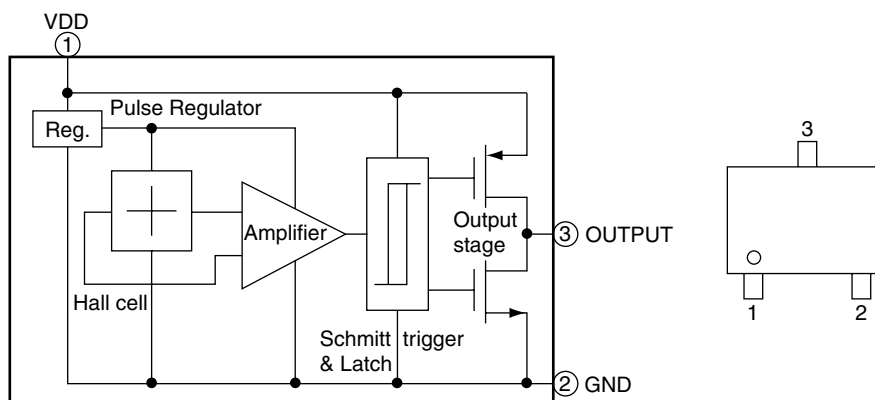 VDD
1
Pulse Regulator
Reg.
Amplifier
Hall cell
Output
stage
3 OUTPUT
Schmitt trigger
& Latch
2 GND
3
1
2